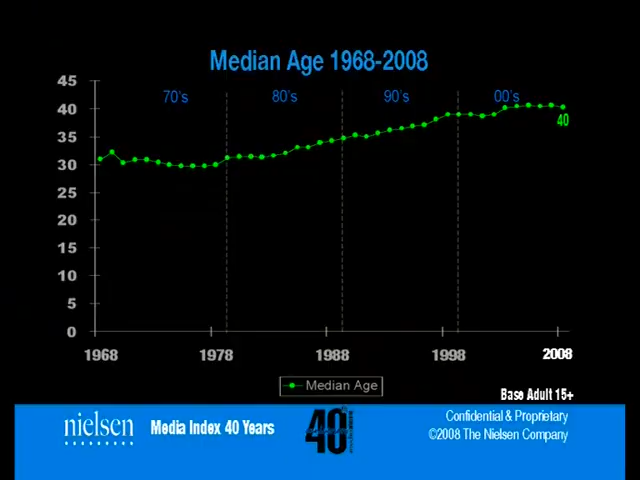 Median Age 1968-2008
45
70's 80's 90's 00's
40
40
35
30
25
20
15
10
5
0
1968 1978 1988 1998 2008
Median Age
Base Adult 15+
nielsen
Media Index 40 Years
40
Confidential & Proprietary
©2008 The Nielsen Company